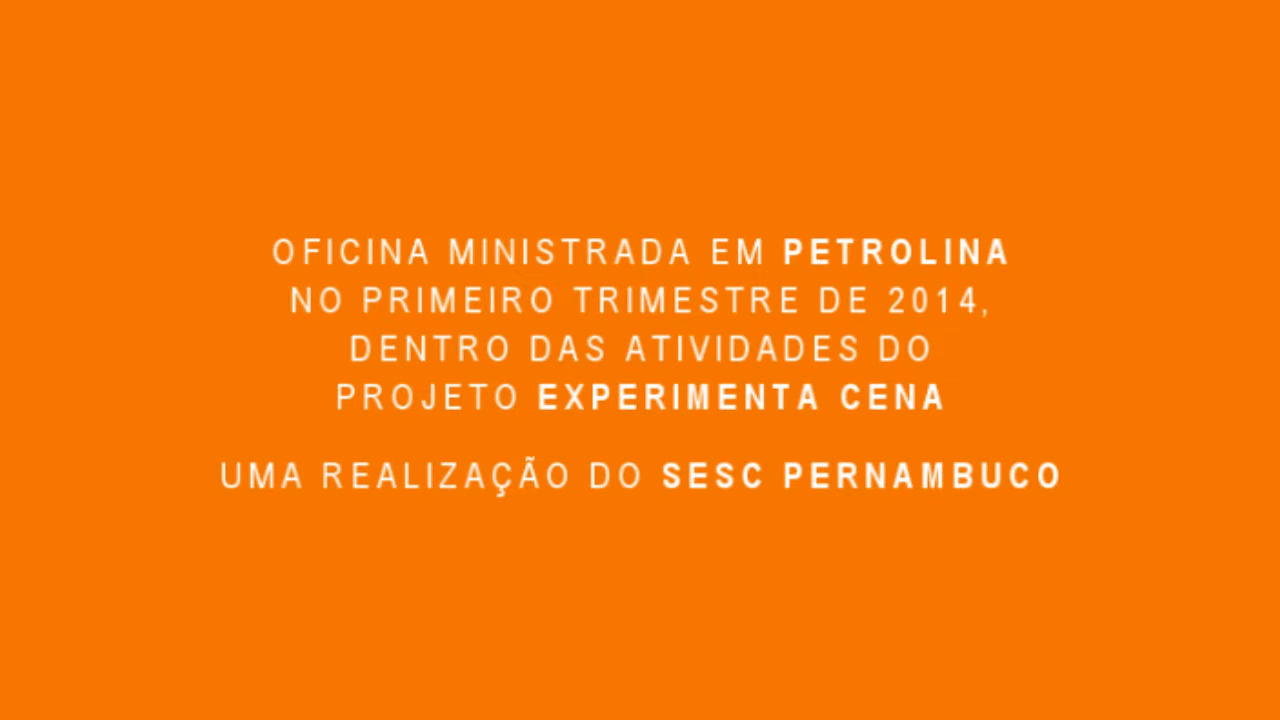 OFICINA MINISTRADA EM PETROLINA
NO PRIMEIRO TRIMESTRE DE 2014,
DENTRO DAS ATIVIDADES DO
PROJETO EXPERIMENTA CENA
UMA REALIZAÇÃO DO SESC PERNAMBUCO